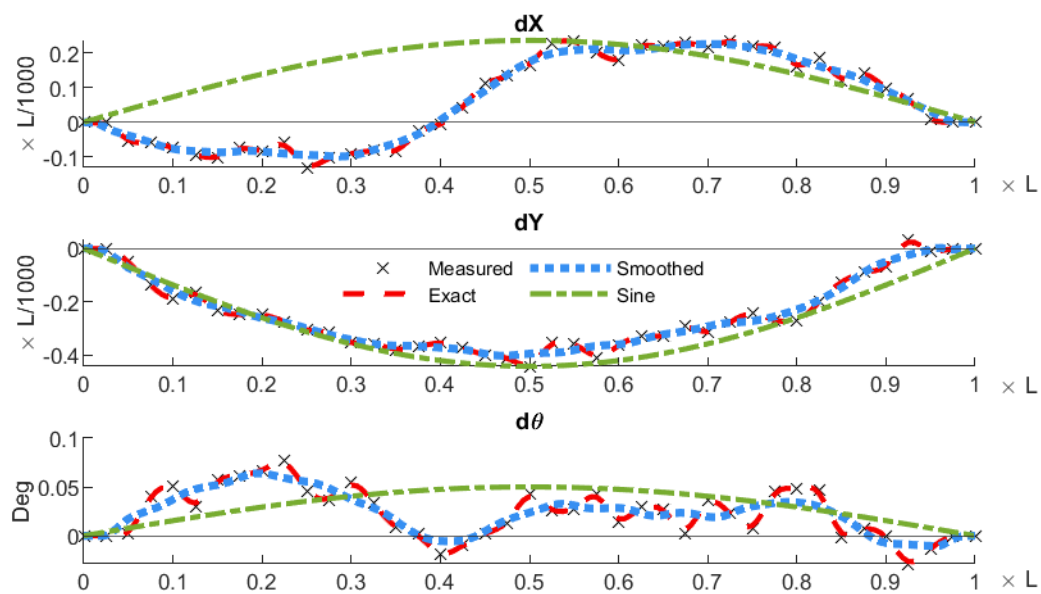 dX
× L/1000
0.2
0.1
0
-0.1
0 0.1 0.2 0.3 0.4 0.5 0.6 0.7 0.8 0.9 1 × L
dY
× L/1000
0
-0.2
-0.4
× Measured Smoothed
Exact Sine
0 0.1 0.2 0.3 0.4 0.5 0.6 0.7 0.8 0.9 1 × L
dθ
Deg
0.1
0.05
0
0 0.1 0.2 0.3 0.4 0.5 0.6 0.7 0.8 0.9 1 × L